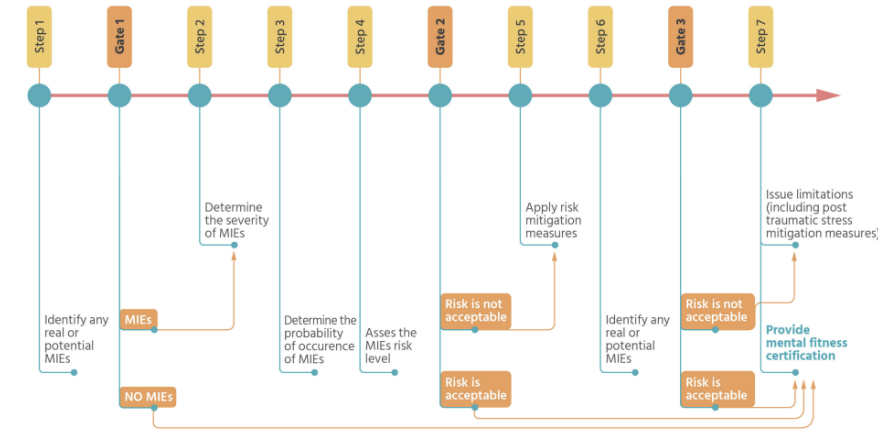 Step 1
Gate 1
Step 2
Step 3
Step 4
Gate 2
Step 5
Step 6
Gate 3
Step 7
Identify any
real or
potential
MIEs
MIEs
NO MIEs
Determine
the severity
of MIEs
Determine the
probability
of occurence
of MIEs
Asses the
MIEs risk
level
Risk is not
acceptable
Risk is
acceptable
Apply risk
mitigation
measures
Identify any
real or
potential
MIEs
Risk is not
acceptable
Risk is
acceptable
Issue limitations
(including post
traumatic stress
mitigation measures)
Provide
mental fitness
certification